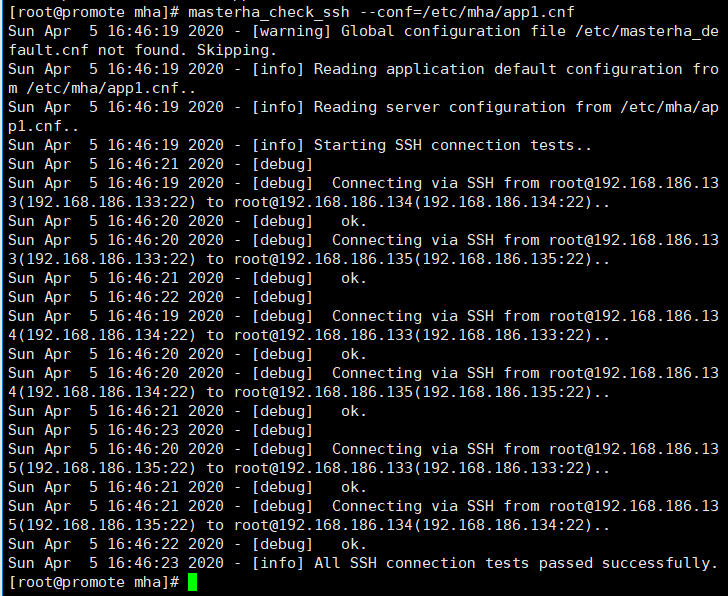 [root@promote mha]# masterha_check_ssh --conf=/etc/mha/app1.cnf
Sun Apr  5 16:46:19 2020 - [warning] Global configuration file /etc/masterha_de
fault.cnf not found. Skipping.
Sun Apr  5 16:46:19 2020 - [info] Reading application default configuration fro
m /etc/mha/app1.cnf..
Sun Apr  5 16:46:19 2020 - [info] Reading server configuration from /etc/mha/ap
p1.cnf..
Sun Apr  5 16:46:19 2020 - [info] Starting SSH connection tests..
Sun Apr  5 16:46:21 2020 - [debug]
Sun Apr  5 16:46:19 2020 - [debug]  Connecting via SSH from root@192.168.186.13
3(192.168.186.133:22) to root@192.168.186.134(192.168.186.134:22)..
Sun Apr  5 16:46:20 2020 - [debug]   ok.
Sun Apr  5 16:46:20 2020 - [debug]  Connecting via SSH from root@192.168.186.13
3(192.168.186.133:22) to root@192.168.186.135(192.168.186.135:22)..
Sun Apr  5 16:46:21 2020 - [debug]   ok.
Sun Apr  5 16:46:22 2020 - [debug]
Sun Apr  5 16:46:19 2020 - [debug]  Connecting via SSH from root@192.168.186.13
4(192.168.186.134:22) to root@192.168.186.133(192.168.186.133:22)..
Sun Apr  5 16:46:20 2020 - [debug]   ok.
Sun Apr  5 16:46:20 2020 - [debug]  Connecting via SSH from root@192.168.186.13
4(192.168.186.134:22) to root@192.168.186.135(192.168.186.135:22)..
Sun Apr  5 16:46:21 2020 - [debug]   ok.
Sun Apr  5 16:46:23 2020 - [debug]
Sun Apr  5 16:46:20 2020 - [debug]  Connecting via SSH from root@192.168.186.13
5(192.168.186.135:22) to root@192.168.186.133(192.168.186.133:22)..
Sun Apr  5 16:46:21 2020 - [debug]   ok.
Sun Apr  5 16:46:21 2020 - [debug]  Connecting via SSH from root@192.168.186.13
5(192.168.186.135:22) to root@192.168.186.134(192.168.186.134:22)..
Sun Apr  5 16:46:22 2020 - [debug]   ok.
Sun Apr  5 16:46:23 2020 - [info] All SSH connection tests passed successfully.
[root@promote mha]#